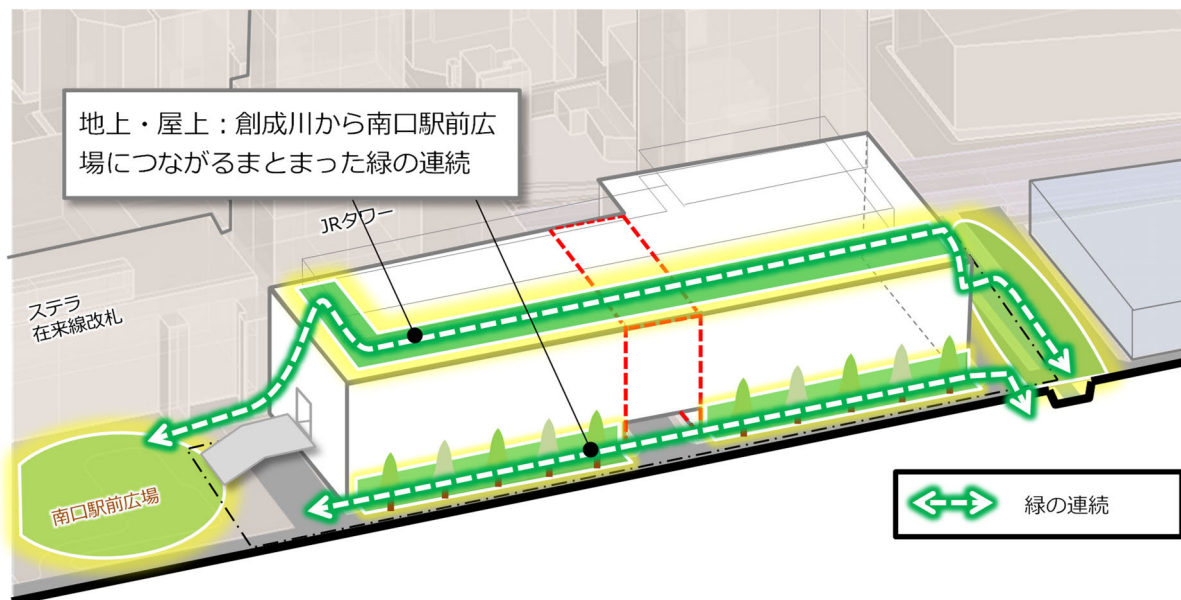 地上・屋上：創成川から南口駅前広
場につながるまとまった緑の連続
JRタワー
ステラ
在来線改札
南口駅前広場
緑の連続